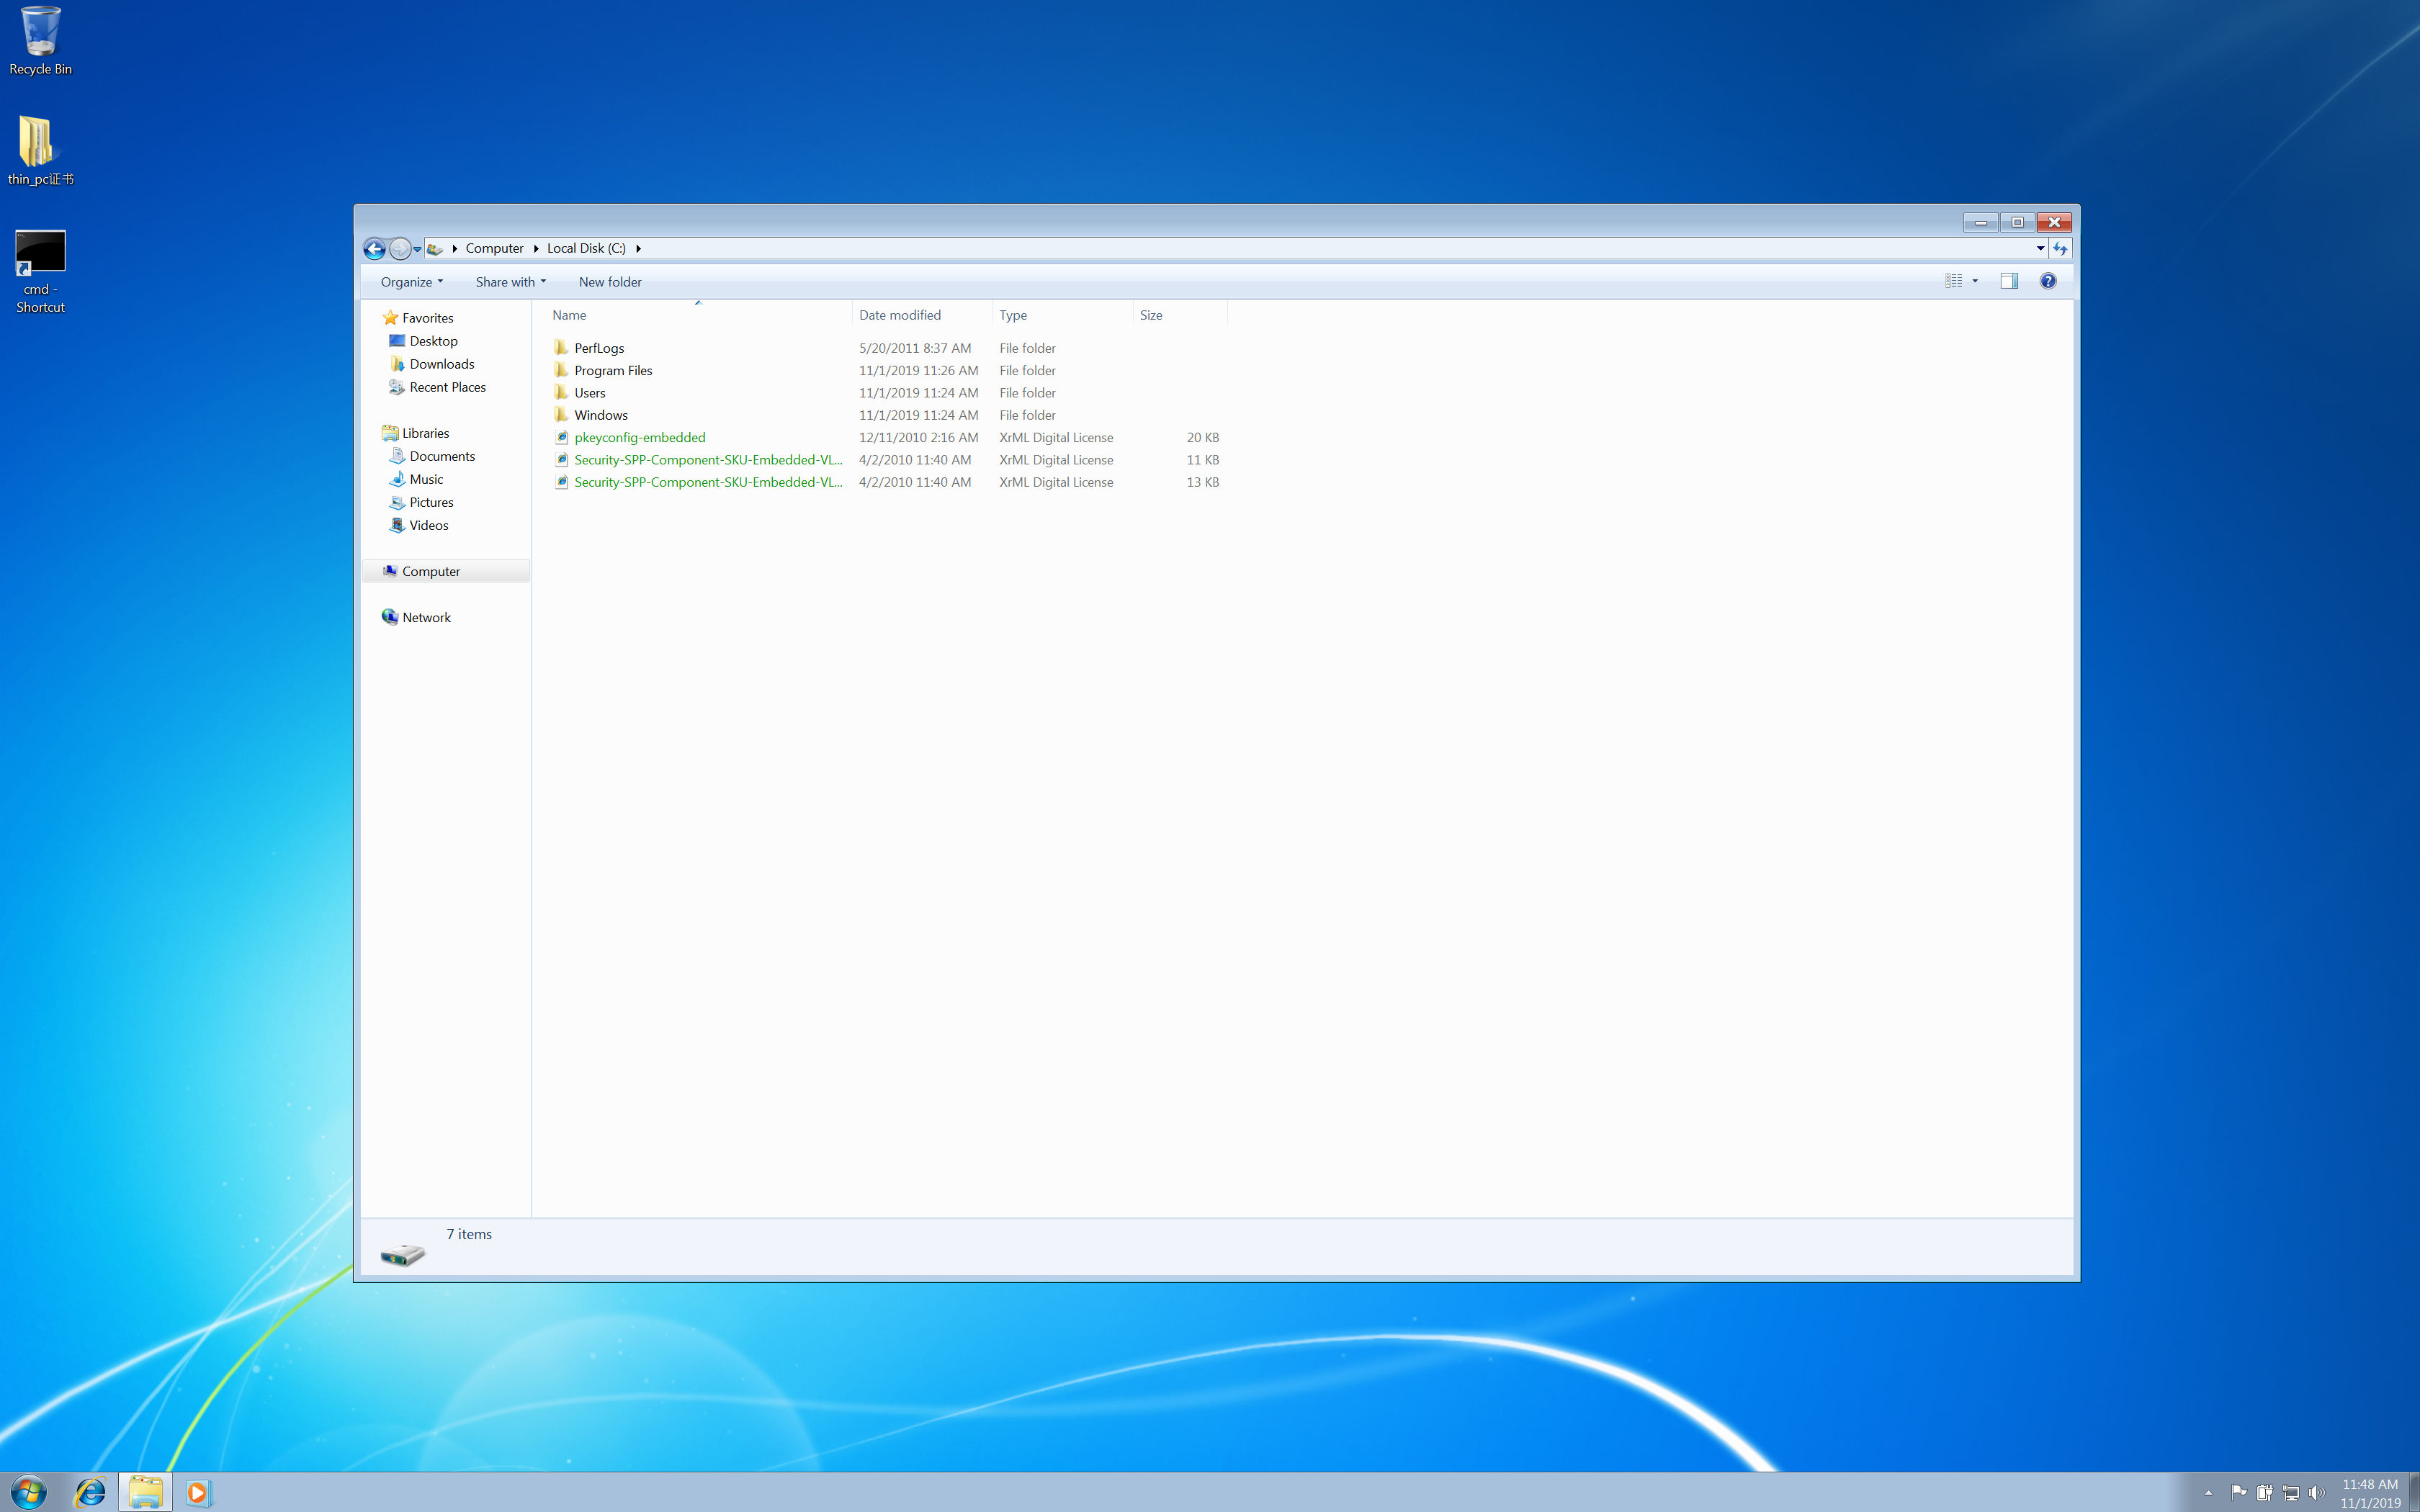 Recycle Bin
thin_pc证书
cmd -
Shortcut
Computer
Local Disk (C:)
Organize
Share with
New folder
Name
Date modified
Type
Size
Favorites
Desktop
Downloads
Recent Places
Libraries
Documents
Music
Pictures
Videos
Computer
Network
PerfLogs 5/20/2011 8:37 AM File folder
Program Files 11/1/2019 11:26 AM File folder
Users 11/1/2019 11:24 AM File folder
Windows 11/1/2019 11:24 AM File folder
pkeyconfig-embedded 12/11/2010 2:16 AM XrML Digital License 20 KB
Security-SPP-Component-SKU-Embedded-VL... 4/2/2010 11:40 AM XrML Digital License 11 KB
Security-SPP-Component-SKU-Embedded-VL... 4/2/2010 11:40 AM XrML Digital License 13 KB
7 items
11:48 AM
11/1/2019